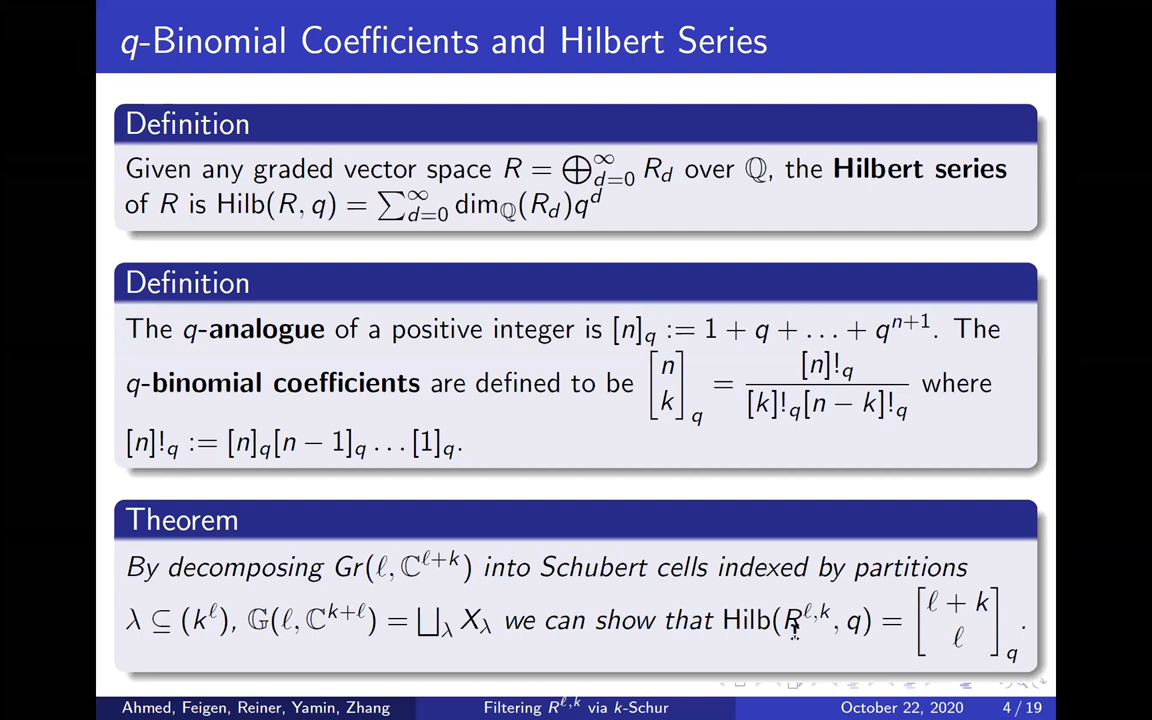 q-Binomial Coefficients and Hilbert Series
Definition
Given any graded vector space R = ⨁_{d=0}^{∞} R_d over ℚ, the Hilbert series
of R is Hilb(R, q) = ∑_{d=0}^{∞} dim_ℚ(R_d)q^d
Definition
The q-analogue of a positive integer is [n]_q := 1 + q + … + q^{n+1}. The
q-binomial coefficients are defined to be [n k]_q = [n]!_q / [k]!_q[n − k]!_q where
[n]!_q := [n]_q[n − 1]_q … [1]_q.
Theorem
By decomposing Gr(ℓ, ℂ^{ℓ+k}) into Schubert cells indexed by partitions
λ ⊆ (k^ℓ), 𝔾(ℓ, ℂ^{k+ℓ}) = ⨆_λ X_λ we can show that Hilb(R^{ℓ,k}, q) = [ℓ + k ℓ]_q.
Ahmed, Feigen, Reiner, Yamin, Zhang Filtering R^{ℓ,k} via k-Schur October 22, 2020 4 / 19